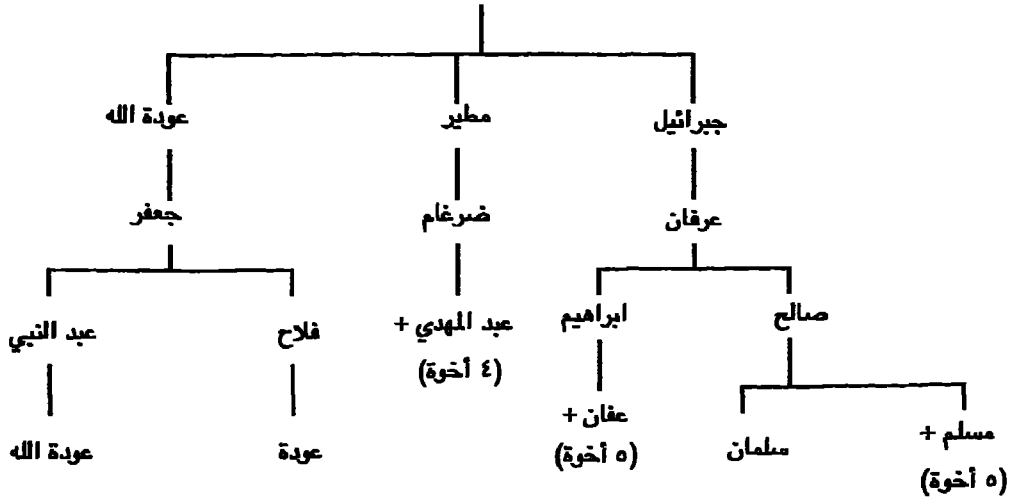 جبرائيل
مطير
عودة الله
عرفان
ضرغام
جعفر
صالح
ابراهيم
عبد المهدي +
(٤ أخوة)
فلاح
عبد النبي
مسلم +
(٥ أخوة)
سلمان
عفان +
(٥ أخوة)
عودة
عودة الله